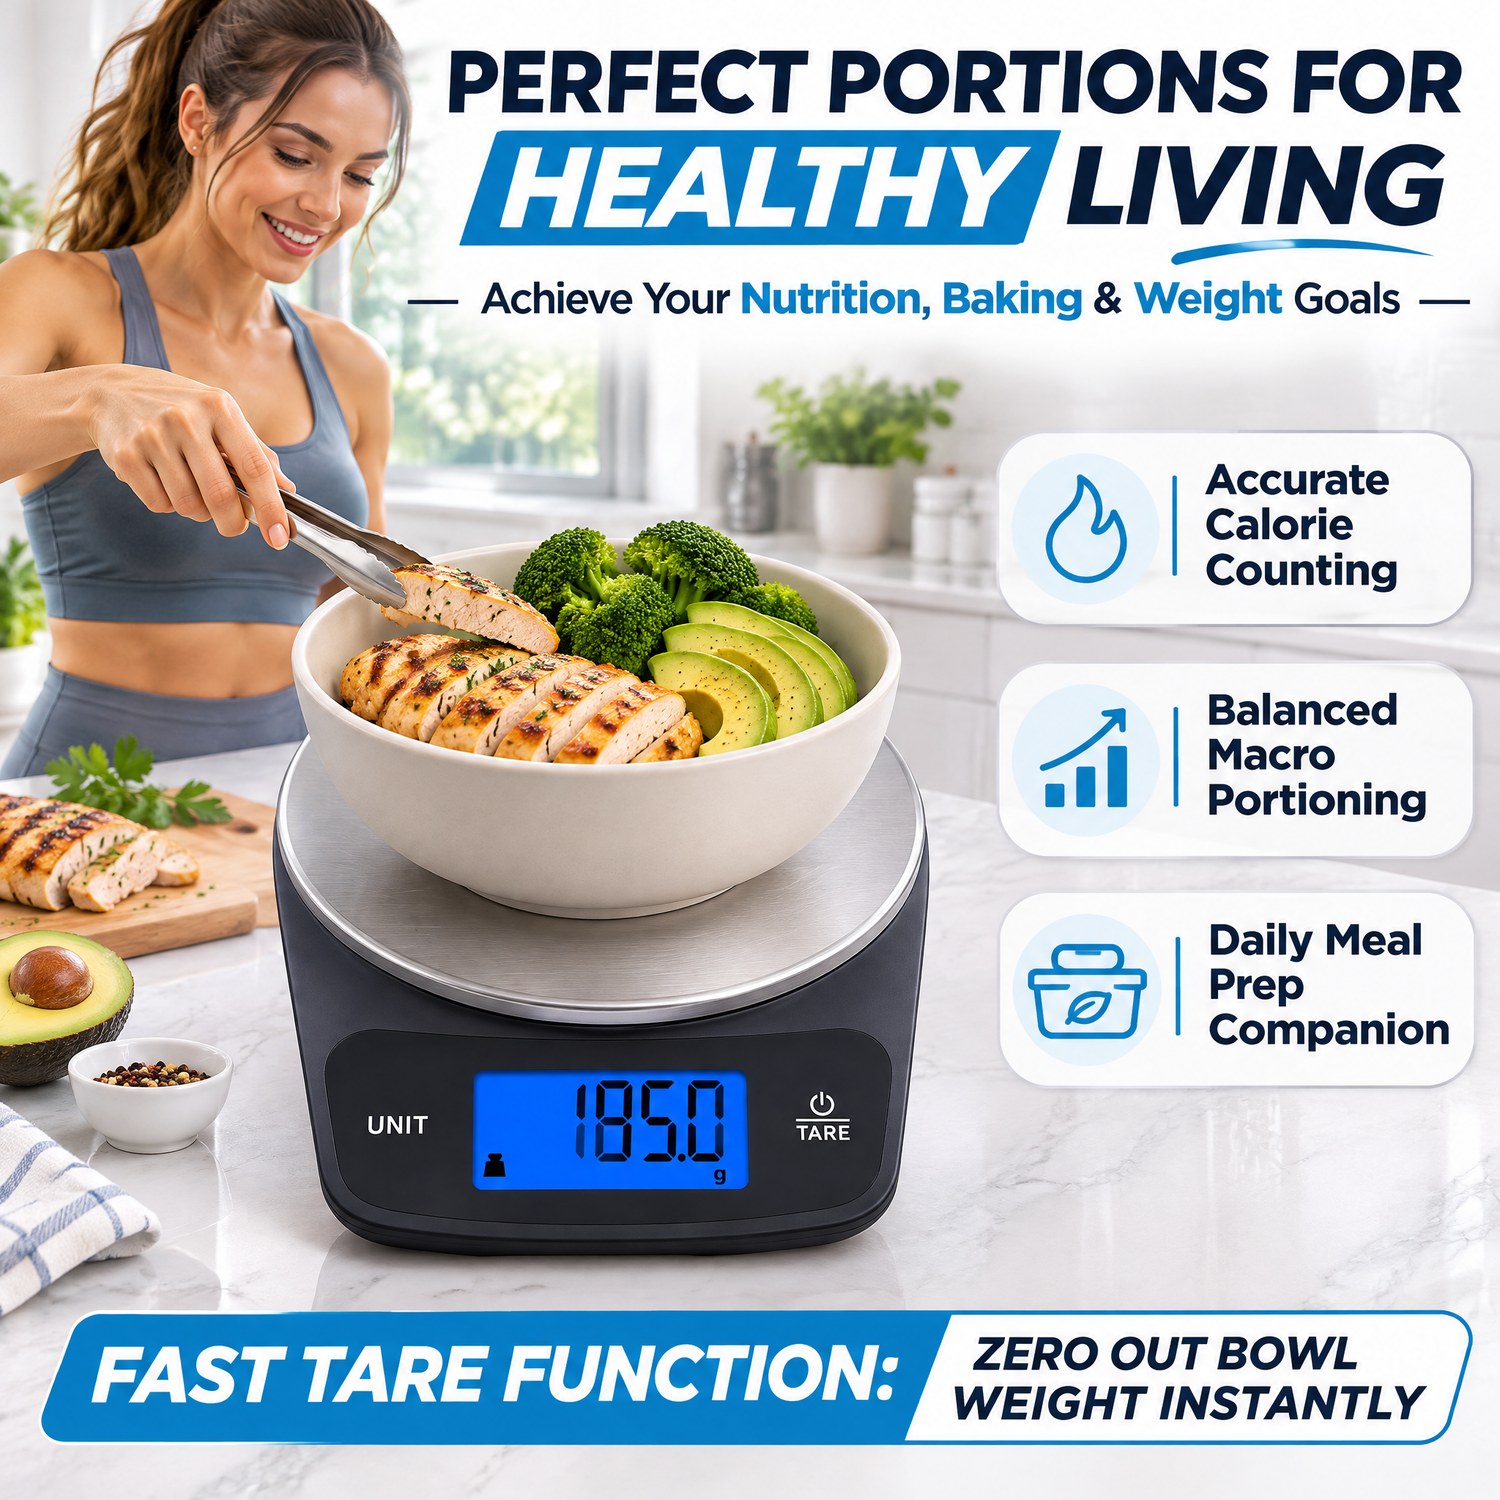 PERFECT PORTIONS FOR
HEALTHY LIVING
Achieve Your Nutrition, Baking & Weight Goals
Accurate
Calorie
Counting
Balanced
Macro
Portioning
Daily Meal
Prep
Companion
UNIT
185.0
g
TARE
FAST TARE FUNCTION:
ZERO OUT BOWL
WEIGHT INSTANTLY